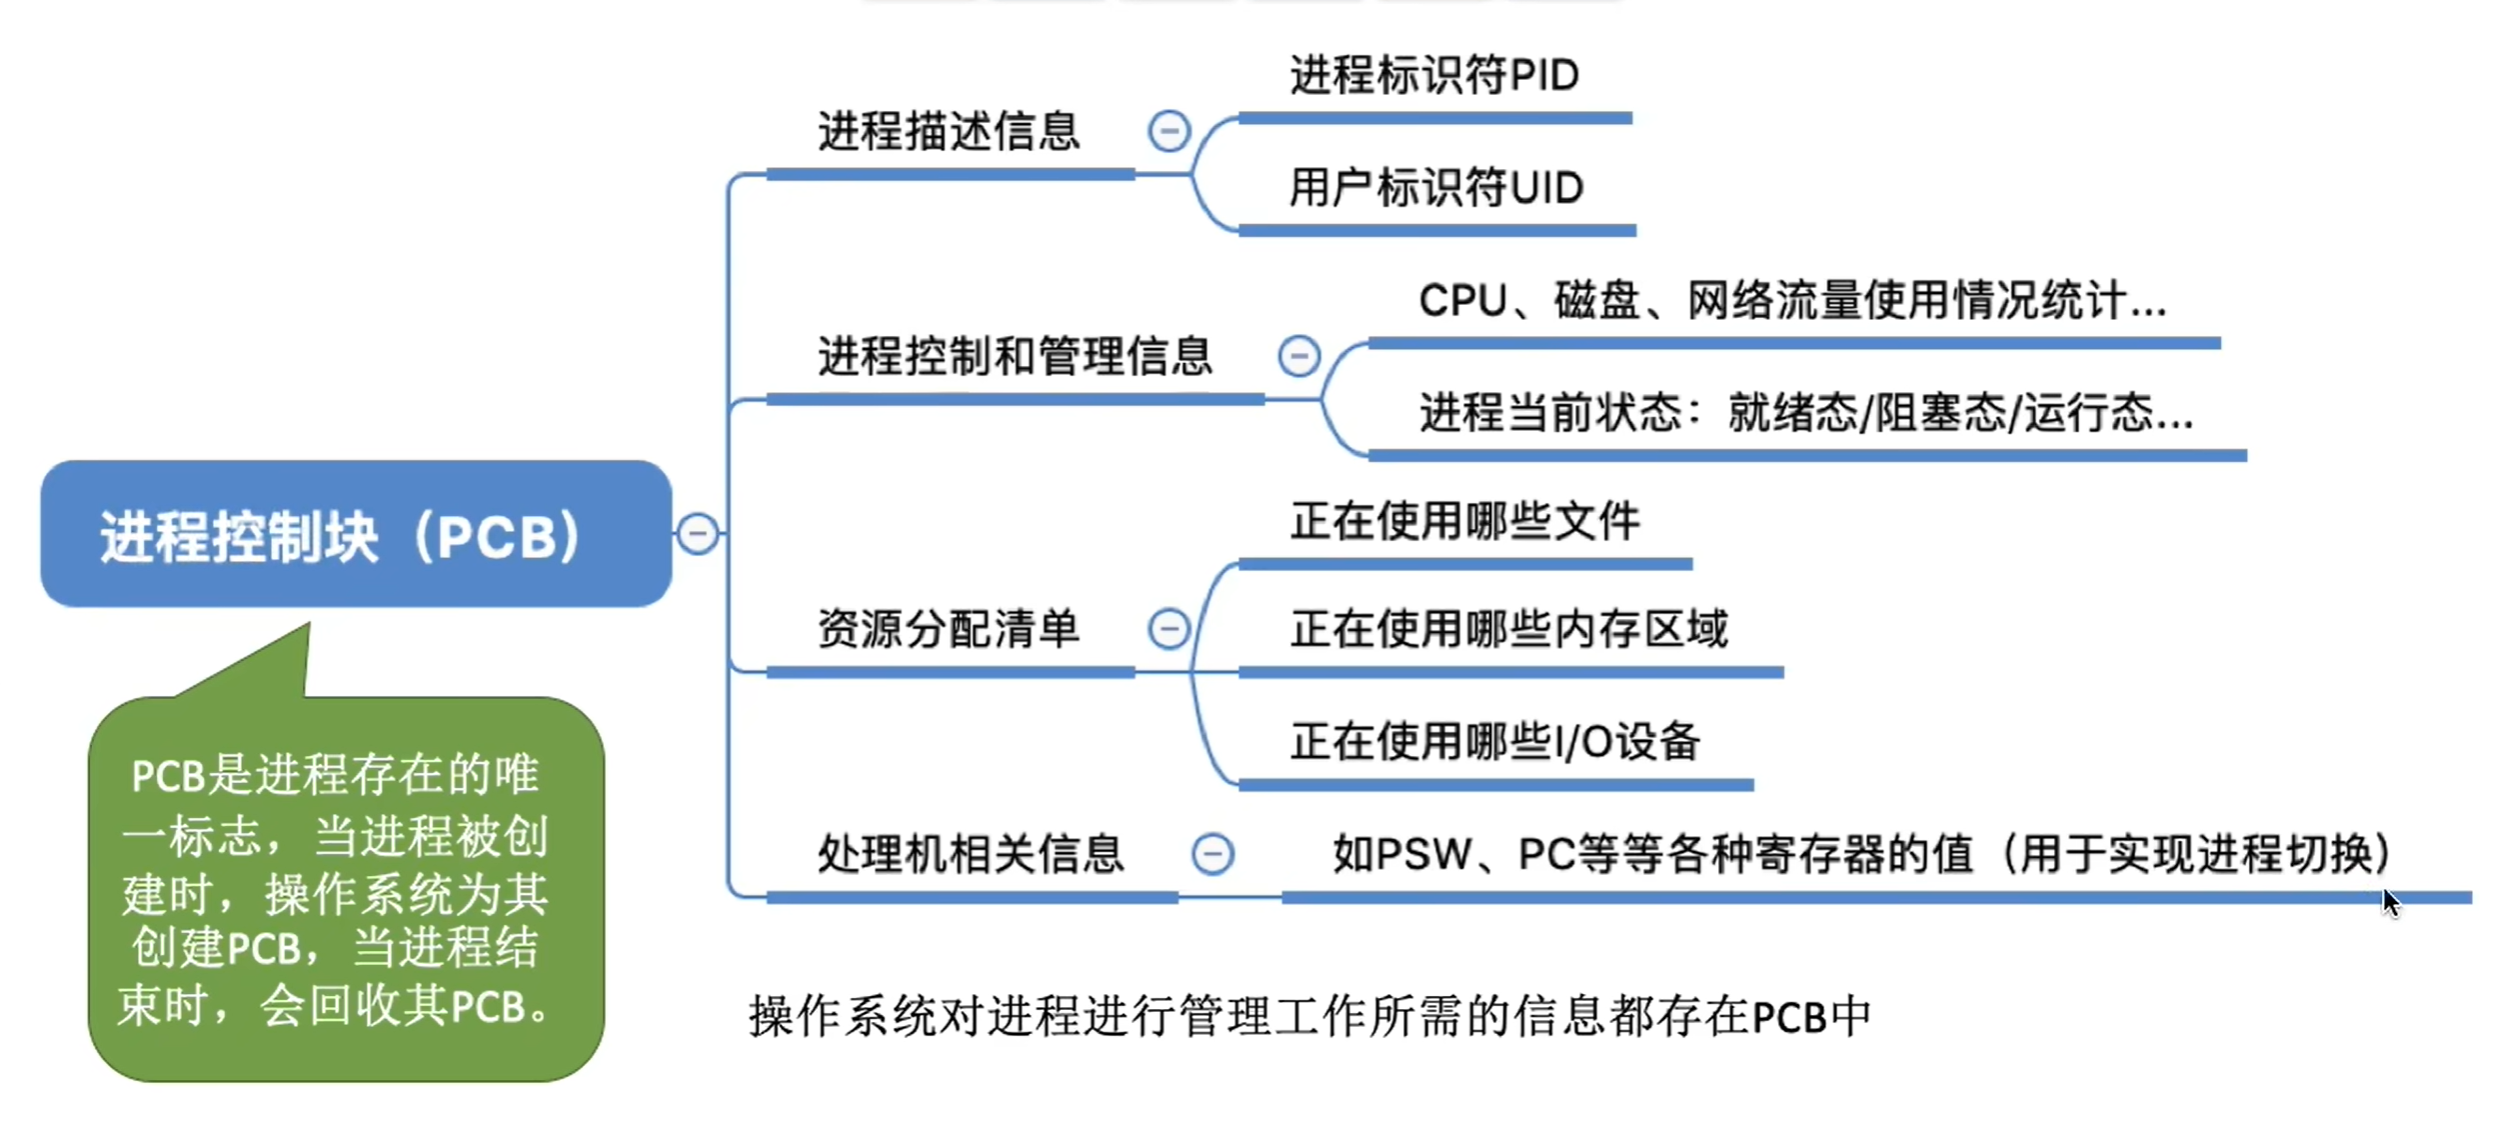 进程标识符PID
进程描述信息
用户标识符UID
CPU、磁盘、网络流量使用情况统计...
进程控制和管理信息
进程当前状态：就绪态/阻塞态/运行态...
进程控制块（PCB）
正在使用哪些文件
资源分配清单
正在使用哪些内存区域
正在使用哪些I/O设备
处理机相关信息
如PSW、PC等等各种寄存器的值（用于实现进程切换）
PCB是进程存在的唯
一标志，当进程被创
建时，操作系统为其
创建PCB，当进程结
束时，会回收其PCB。
操作系统对进程进行管理工作所需的信息都存在PCB中